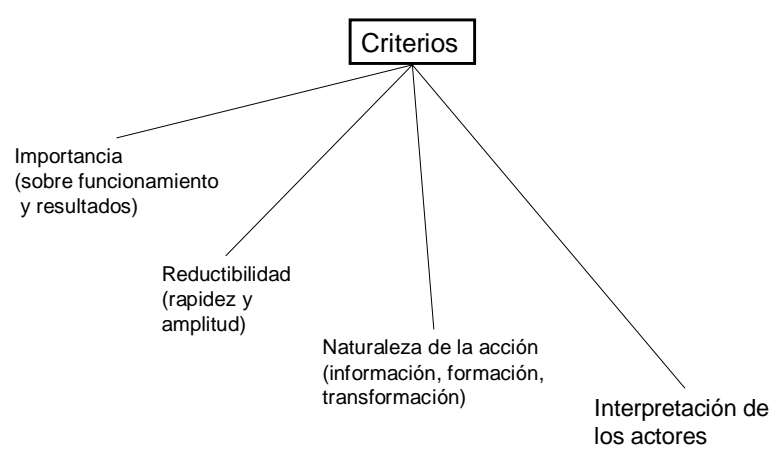 Criterios
Importancia
(sobre funcionamiento
y resultados)
Reductibilidad
(rapidez y
amplitud)
Naturaleza de la acción
(información, formación,
transformación)
Interpretación de
los actores